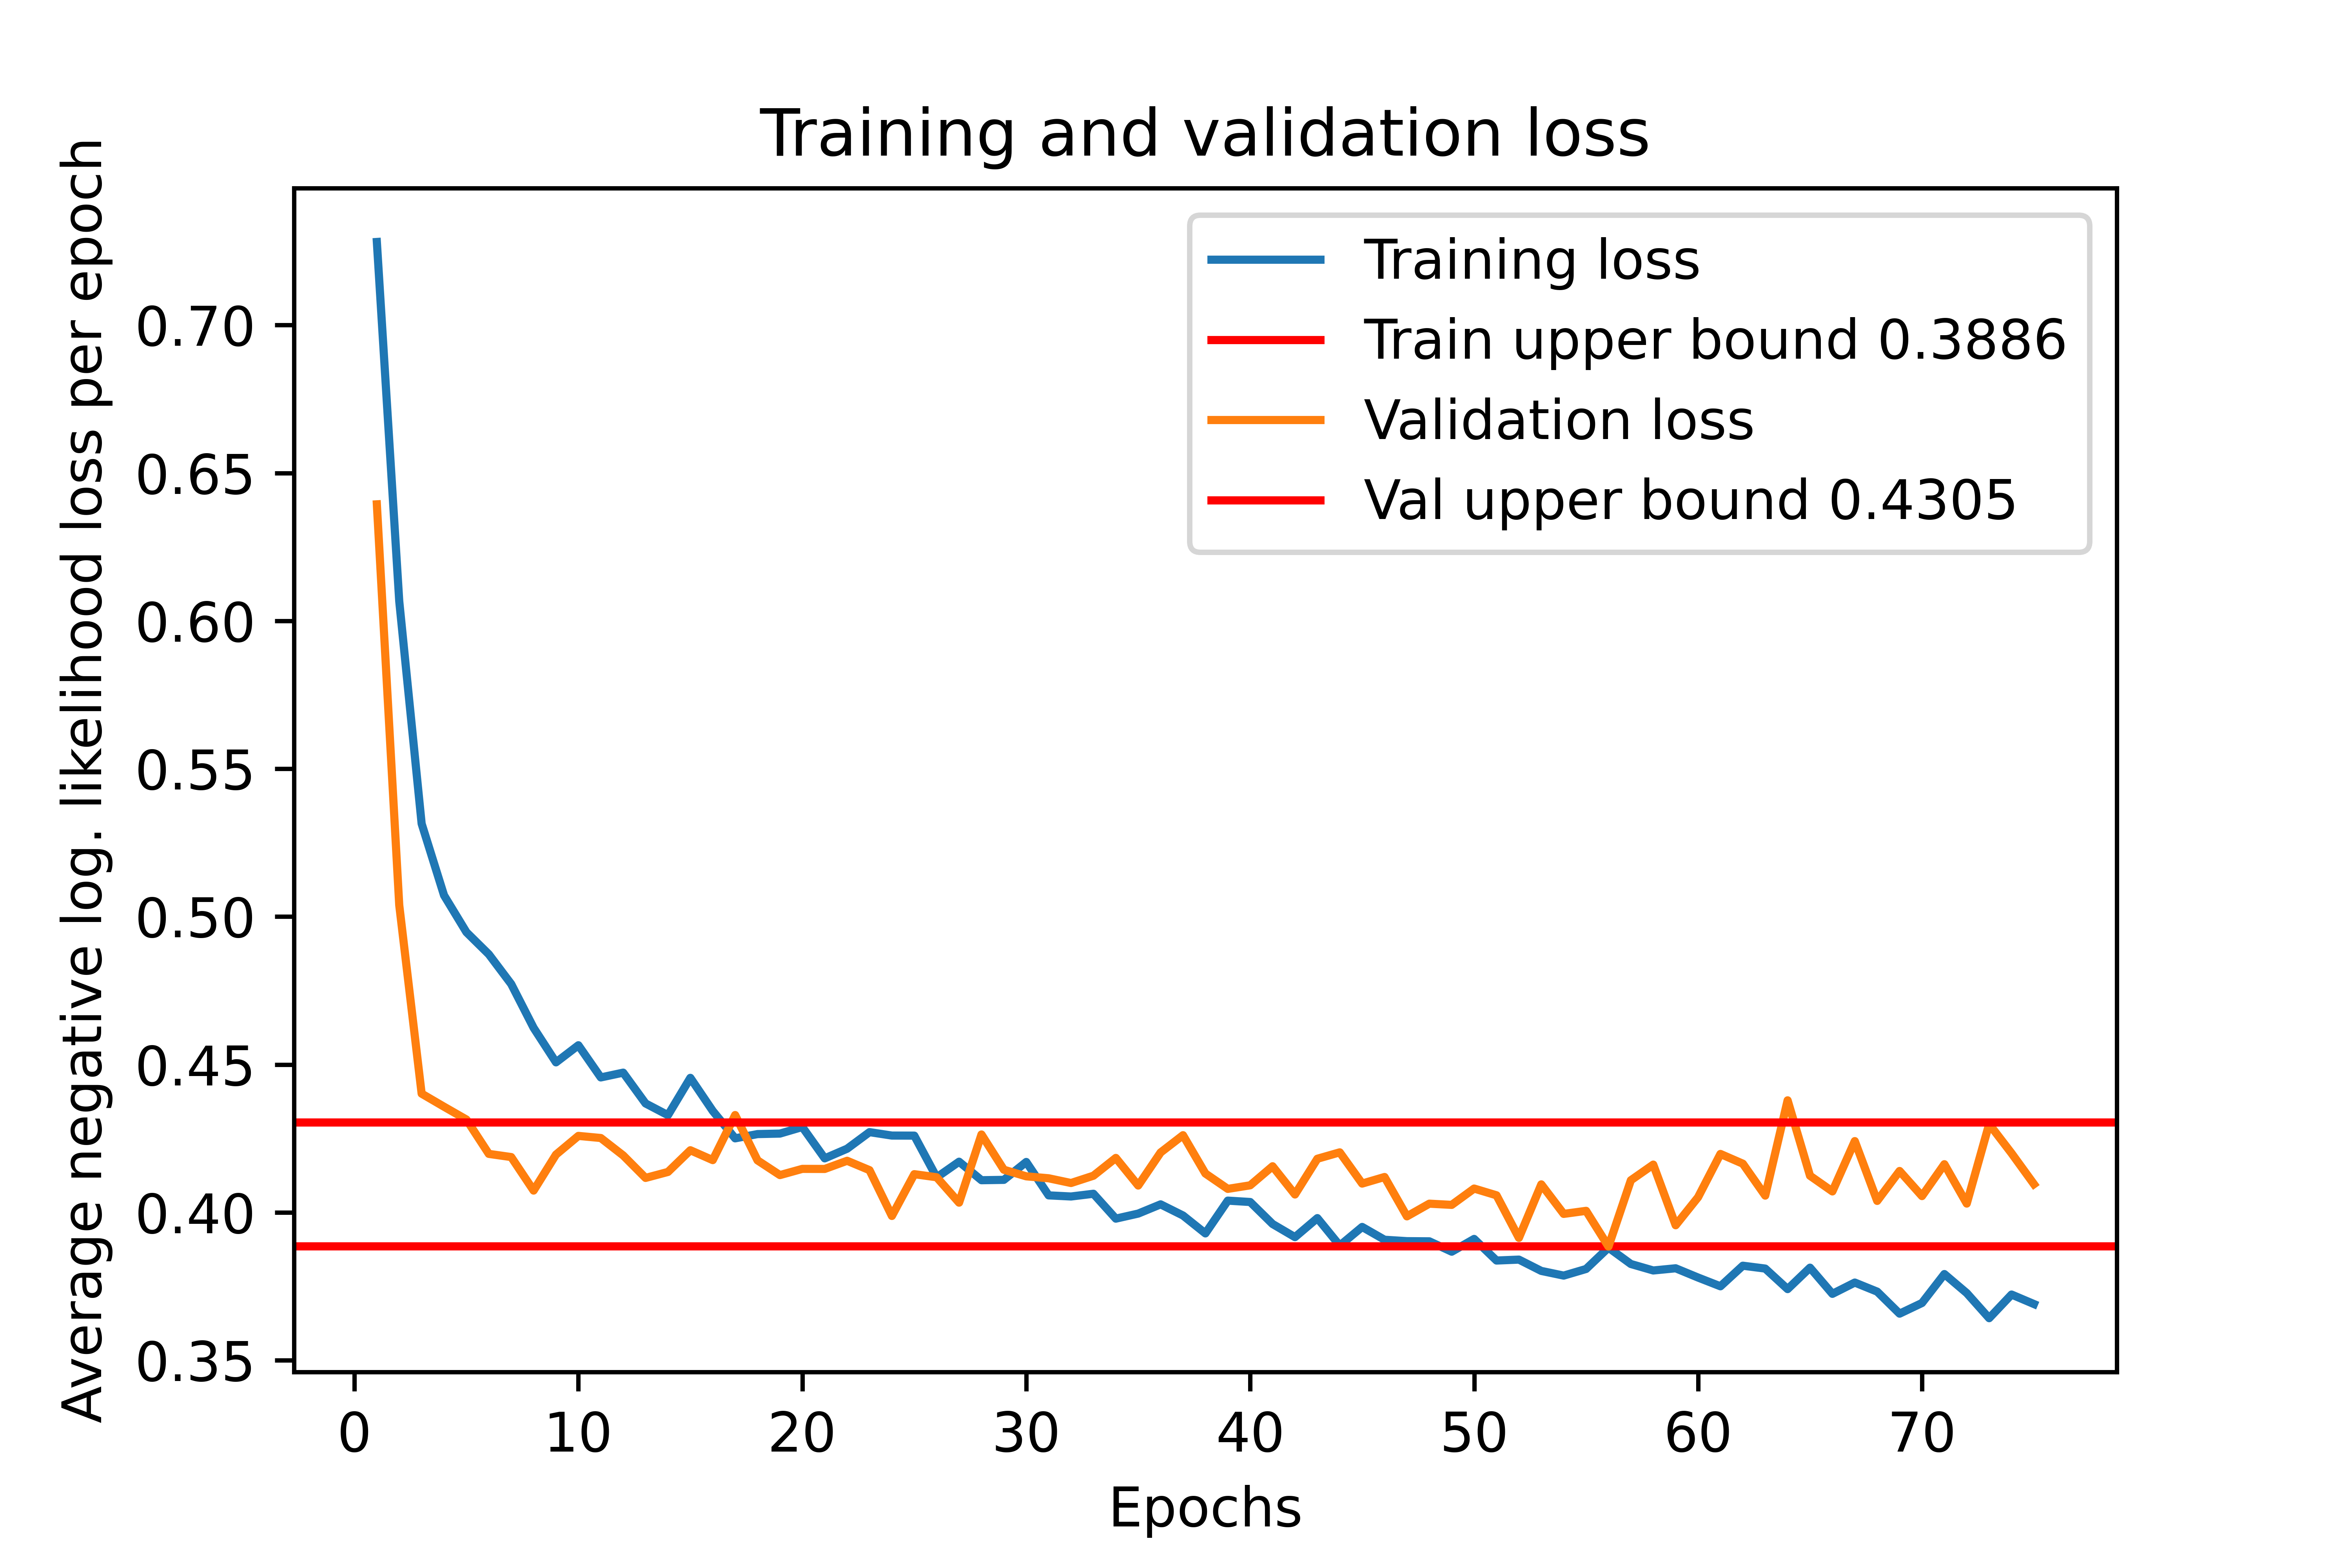 Training and validation loss
Average negative log. likelihood loss per epoch
0.70
0.65
0.60
0.55
0.50
0.45
0.40
0.35
Training loss
Train upper bound 0.3886
Validation loss
Val upper bound 0.4305
0 10 20 30 40 50 60 70
Epochs